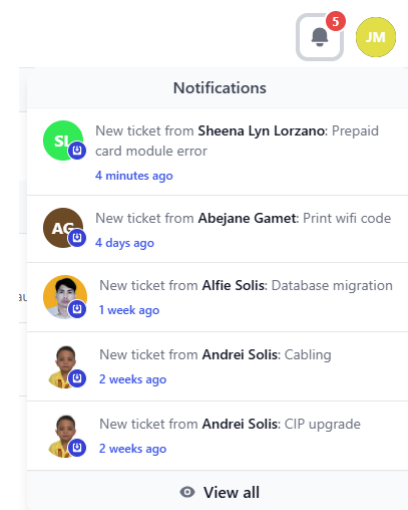 5
JM
Notifications
SL
New ticket from Sheena Lyn Lorzano: Prepaid
card module error
4 minutes ago
AG
New ticket from Abejane Gamet: Print wifi code
4 days ago
New ticket from Alfie Solis: Database migration
1 week ago
New ticket from Andrei Solis: Cabling
2 weeks ago
New ticket from Andrei Solis: CIP upgrade
2 weeks ago
View all